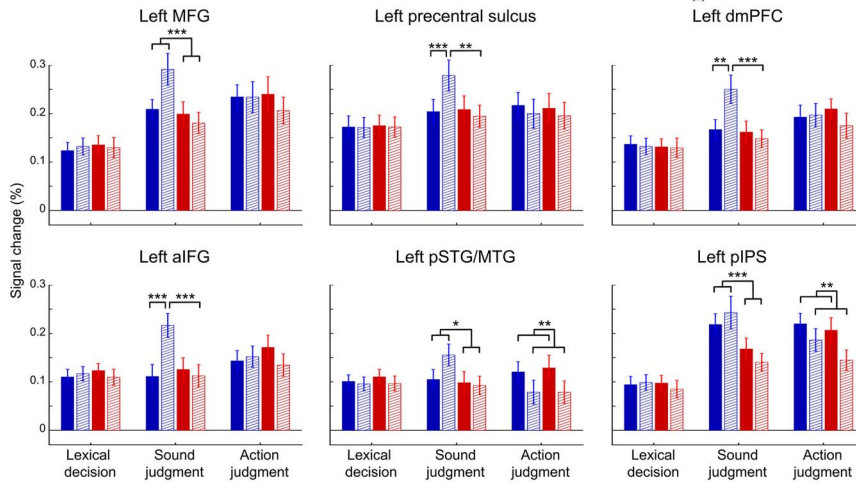 Left MFG
Left precentral sulcus
Left dmPFC
Signal change (%)
0.3
0.2
0.1
0
***
***
**
**
***
Left aIFG
Left pSTG/MTG
Left pIPS
0.3
0.2
0.1
0
***
***
*
**
***
**
Lexical decision
Sound judgment
Action judgment
Lexical decision
Sound judgment
Action judgment
Lexical decision
Sound judgment
Action judgment